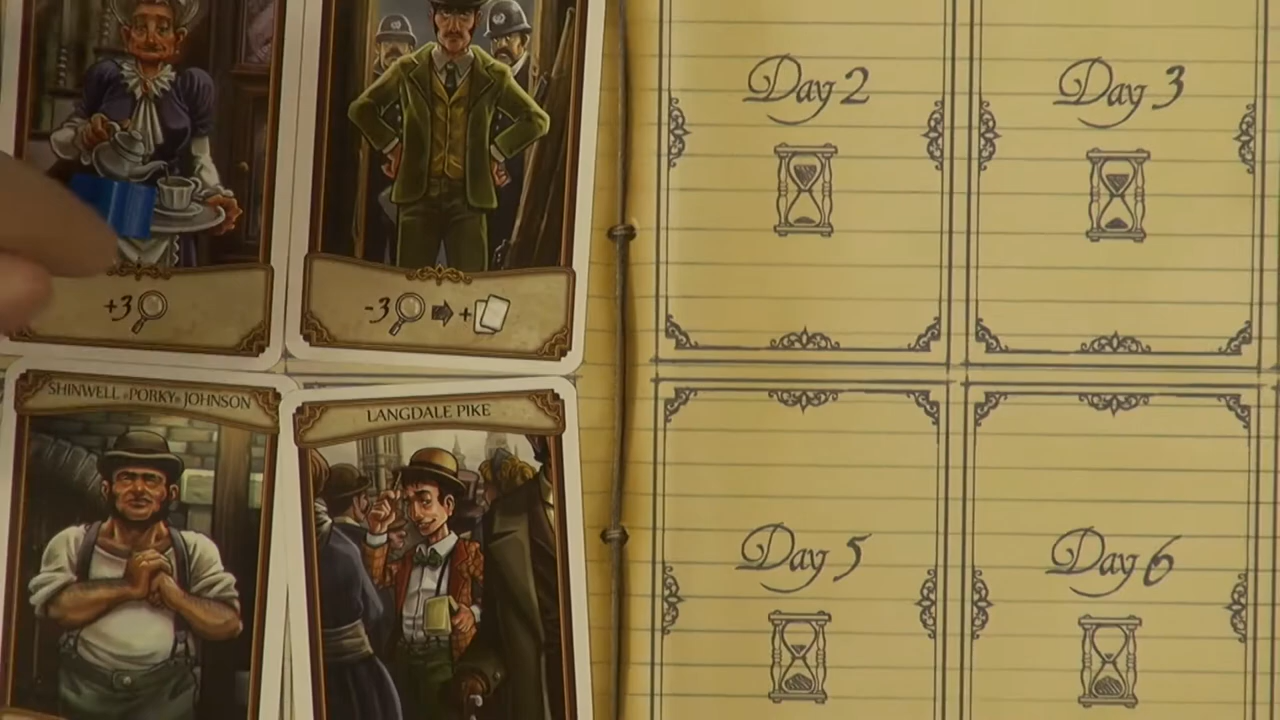 Day 2
Day 3
+3
-3 +
SHINWELL «PORKY» JOHNSON
LANGDALE PIKE
Day 5
Day 6